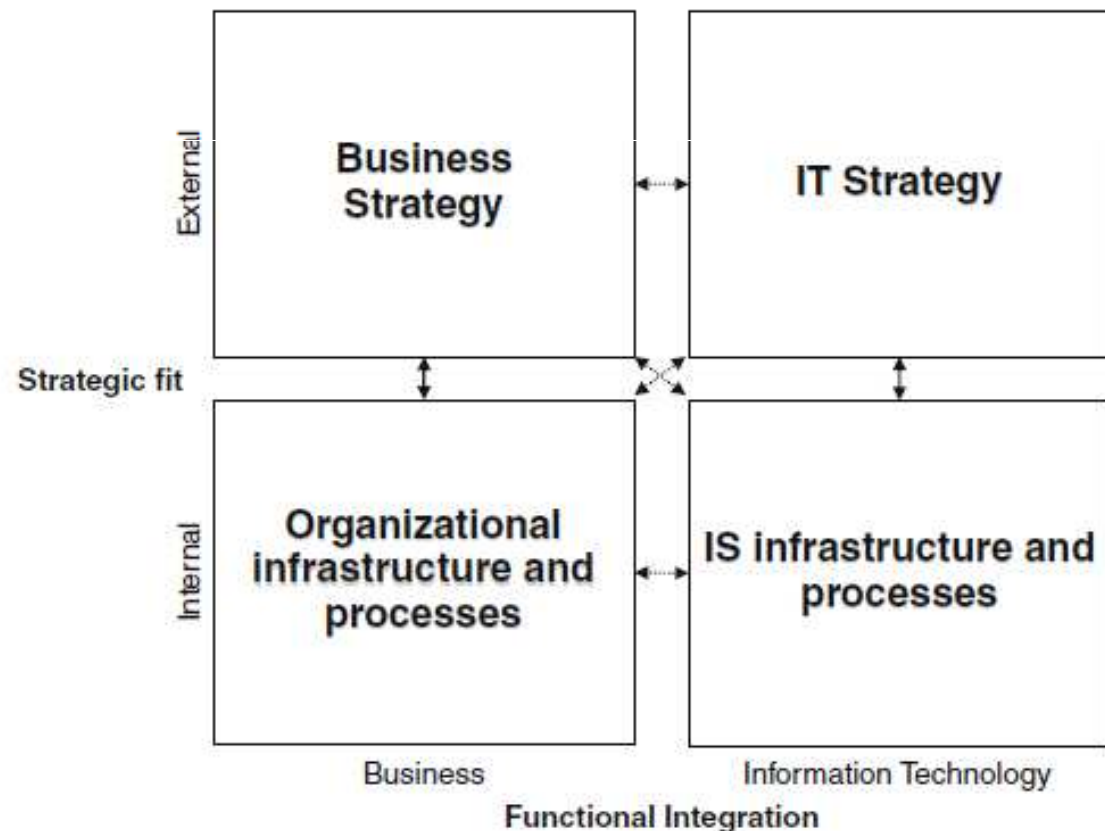 External
Business
Strategy
IT Strategy
Strategic fit
Internal
Organizational
infrastructure and
processes
IS infrastructure and
processes
Business
Information Technology
Functional Integration